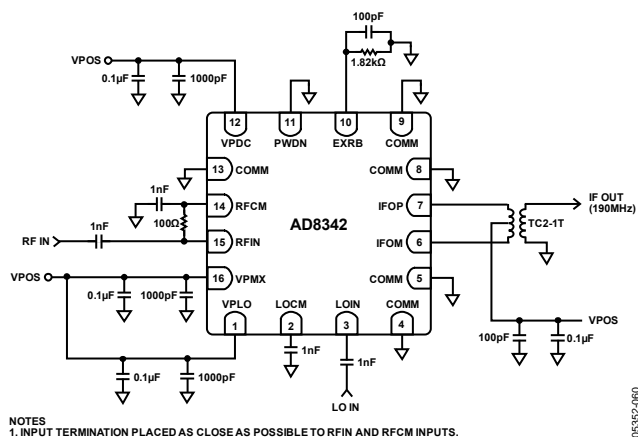 100pF
1.82kΩ
VPOS
0.1µF
1000pF
12
11
10
9
VPDC
PWDN
EXRB
COMM
13
COMM
COMM
8
1nF
14
RFCM
IFOP
7
IF OUT
(190MHz)
100Ω
AD8342
TC2-1T
RF IN
1nF
15
RFIN
IFOM
6
VPOS
16
VPMX
COMM
5
0.1µF
1000pF
VPLO
LOCM
LOIN
COMM
1
2
3
4
VPOS
100pF
0.1µF
1nF
1nF
0.1µF
1000pF
LO IN
NOTES
1. INPUT TERMINATION PLACED AS CLOSE AS POSSIBLE TO RFIN AND RFCM INPUTS.
05352-060